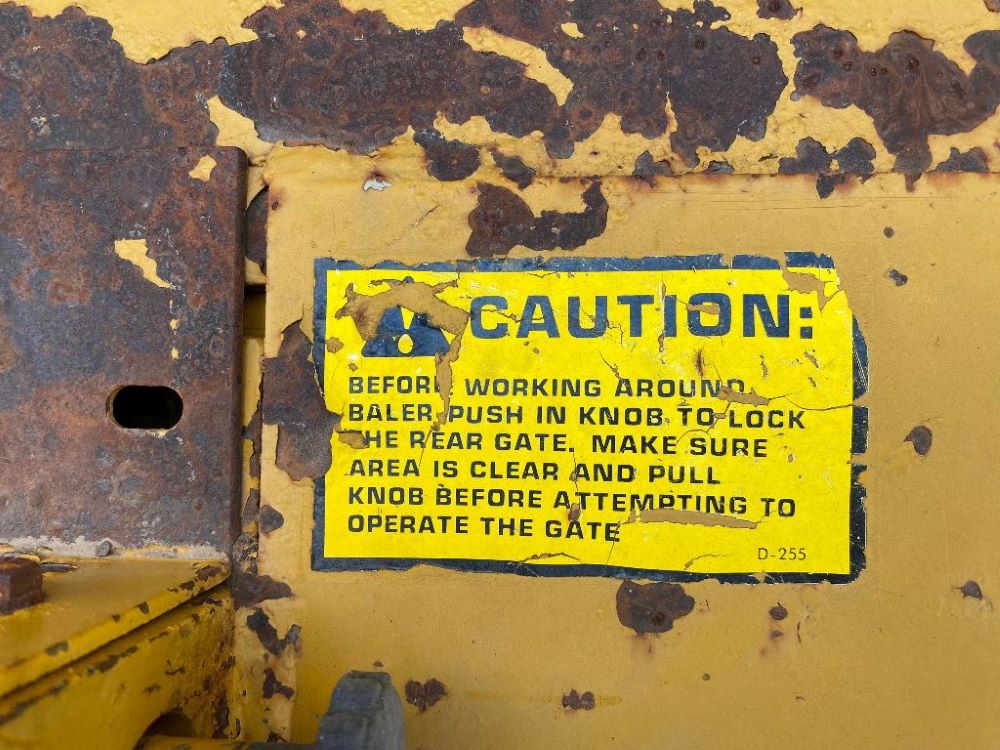 CAUTION:
BEFORE WORKING AROUND
BALER PUSH IN KNOB TO LOCK
THE REAR GATE. MAKE SURE
AREA IS CLEAR AND PULL
KNOB BEFORE ATTEMPTING TO
OPERATE THE GATE
D-255